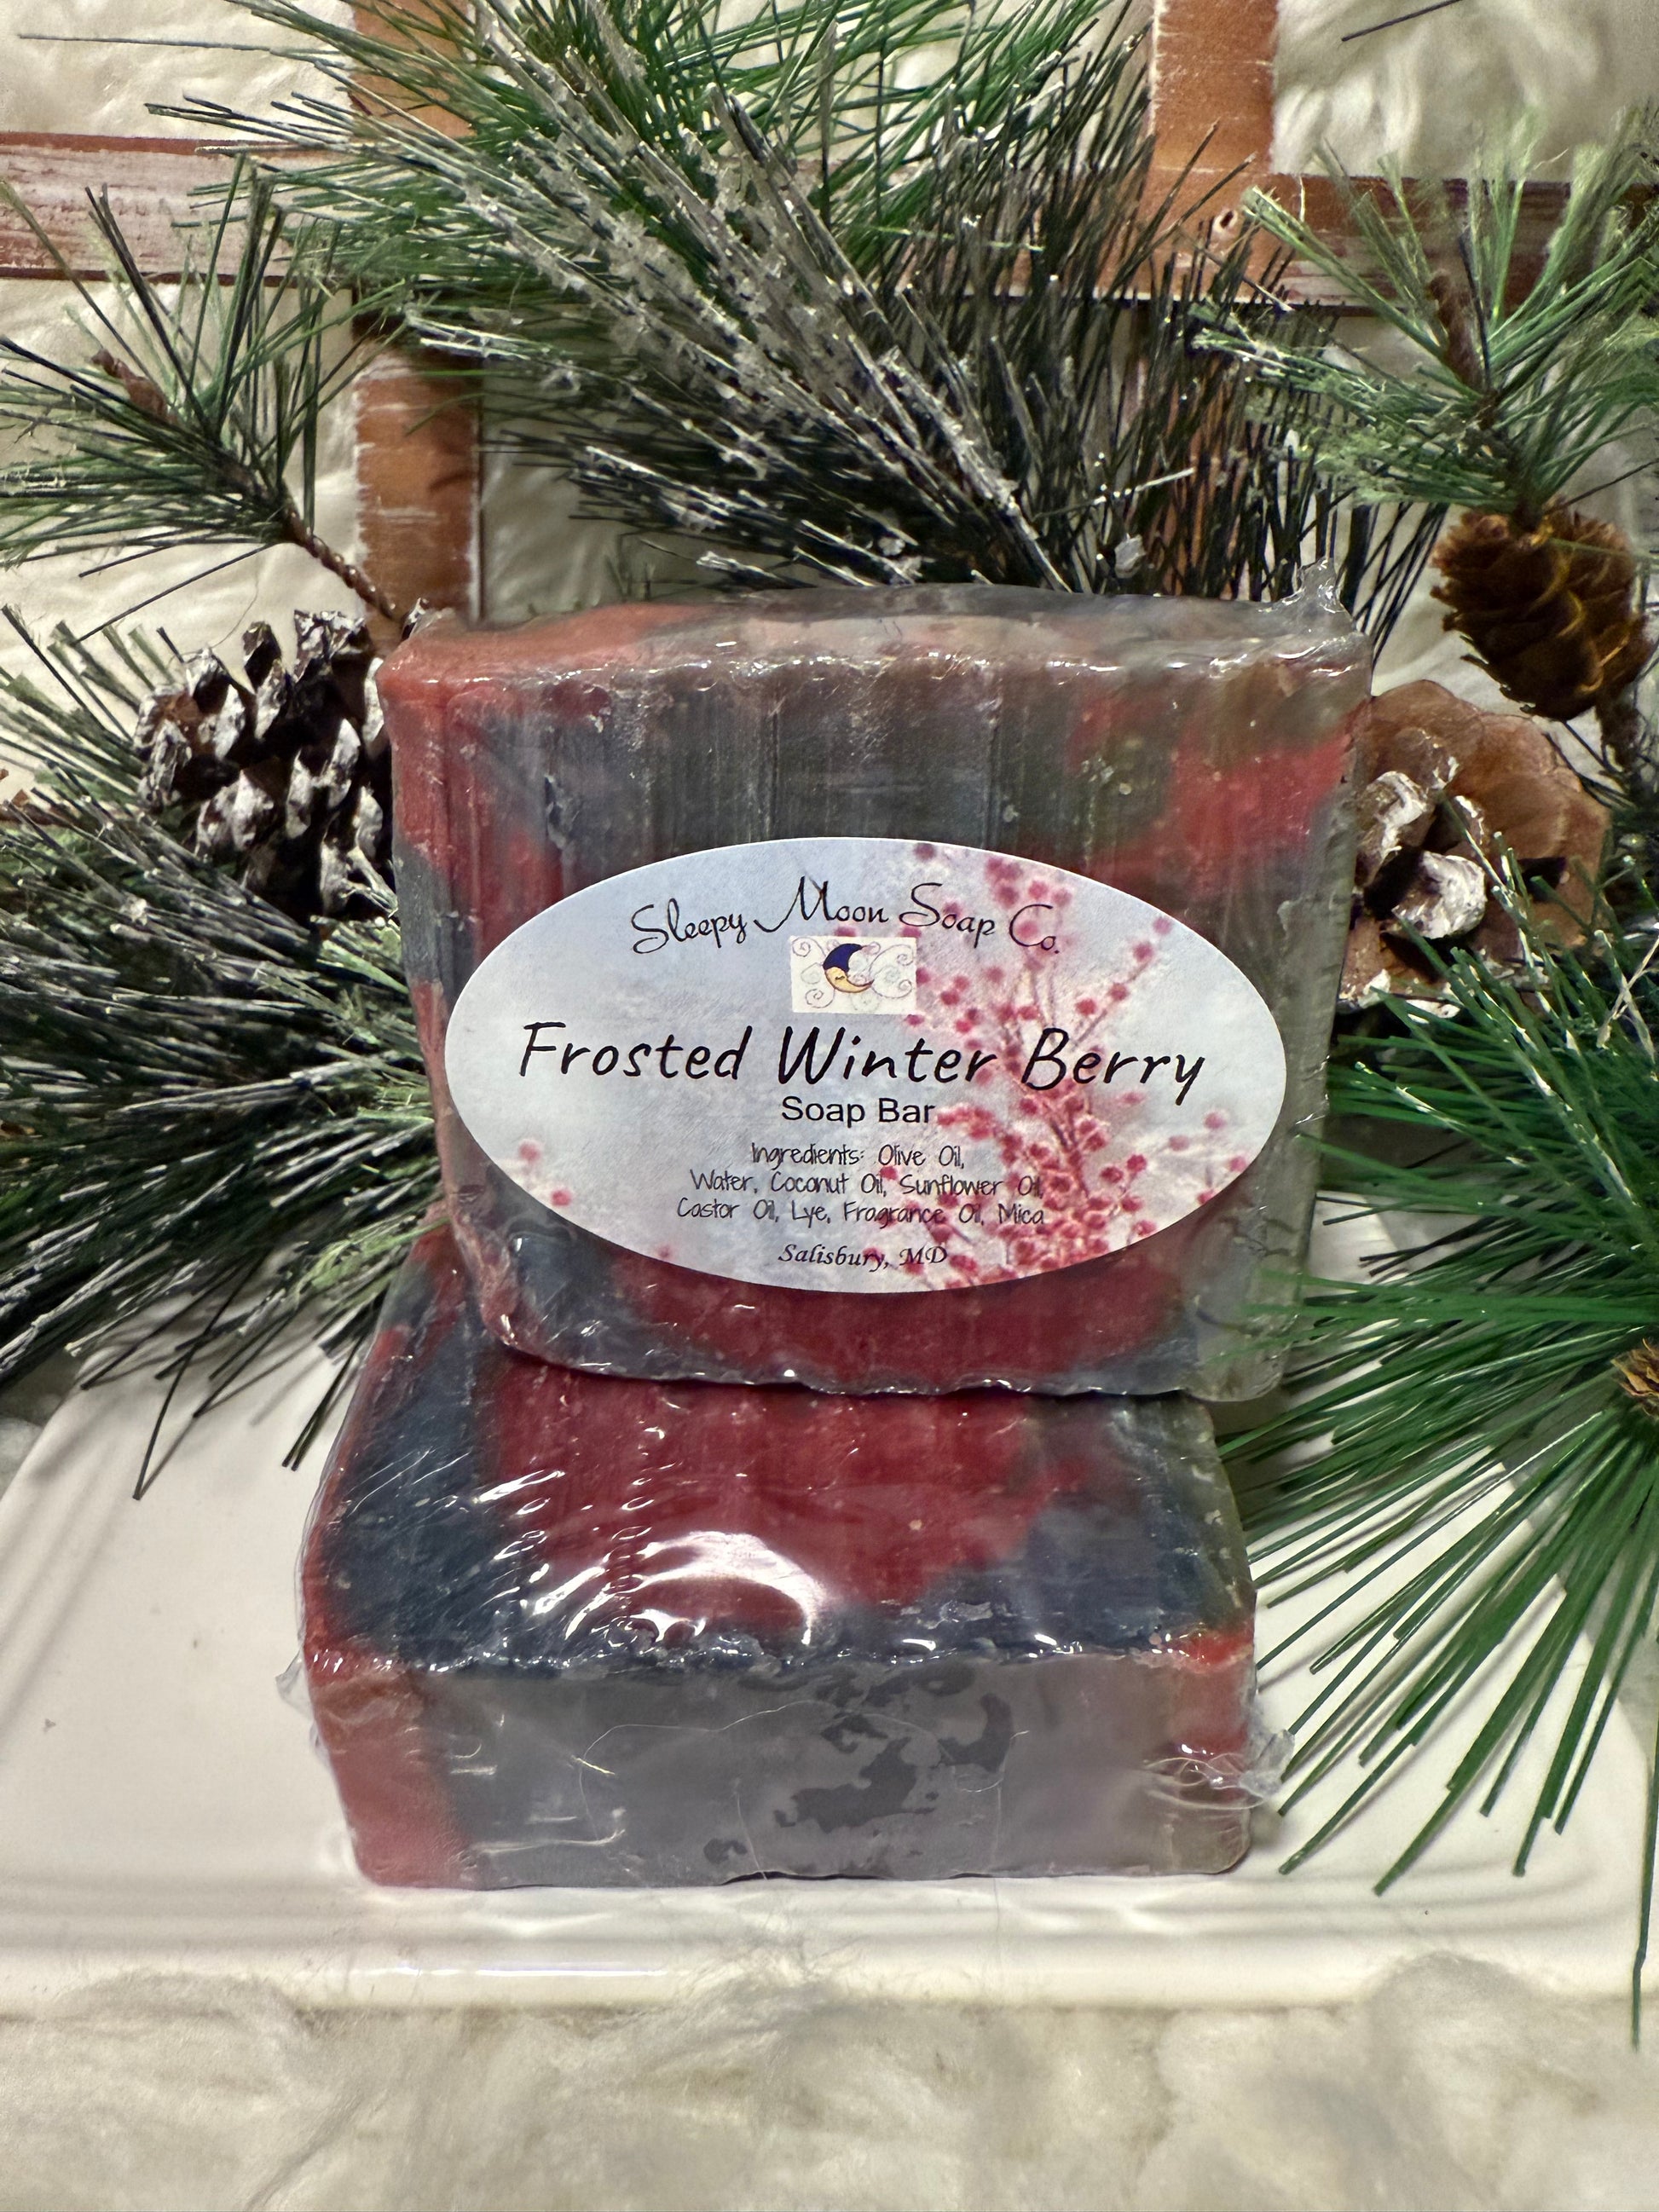 Sleepy Moon Soap Co.
Frosted Winter Berry
Soap Bar
Ingredients: Olive Oil,
Water, Coconut Oil, Sunflower Oil,
Castor Oil, Lye, Fragrance Oil, Mica
Salisbury, MD